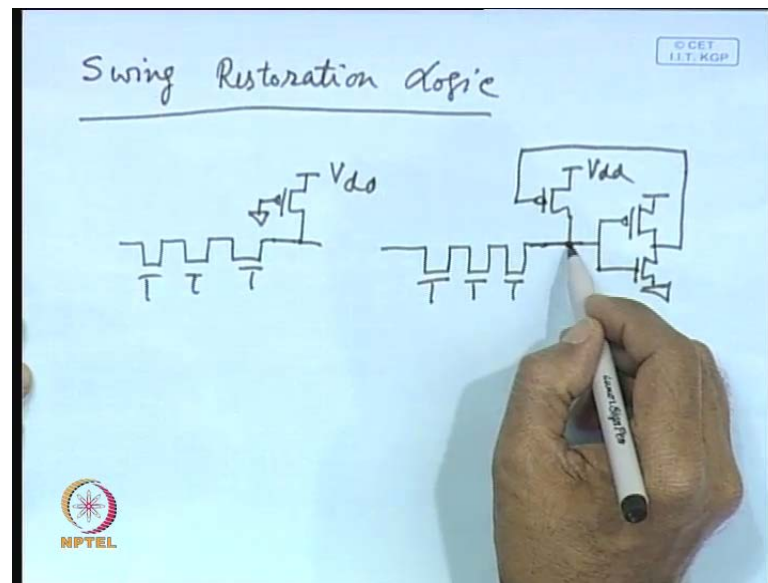 © CET
I.I.T. KGP
Swing Restoration Logic
Vdd
Vdd
NPTEL